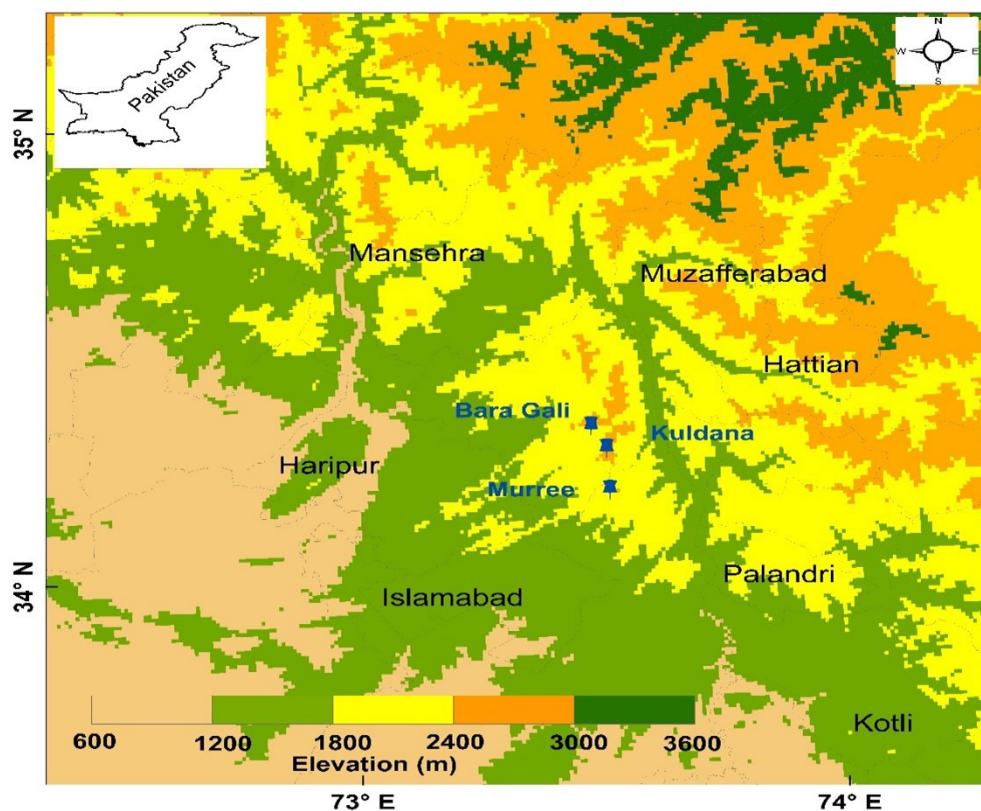 Pakistan
N
W E
S
35° N
34° N
Mansehra
Muzafferabad
Hattian
Bara Gali
Kuldana
Haripur
Murree
Palandri
Islamabad
Kotli
600 1200 1800 2400 3000 3600
Elevation (m)
73° E 74° E